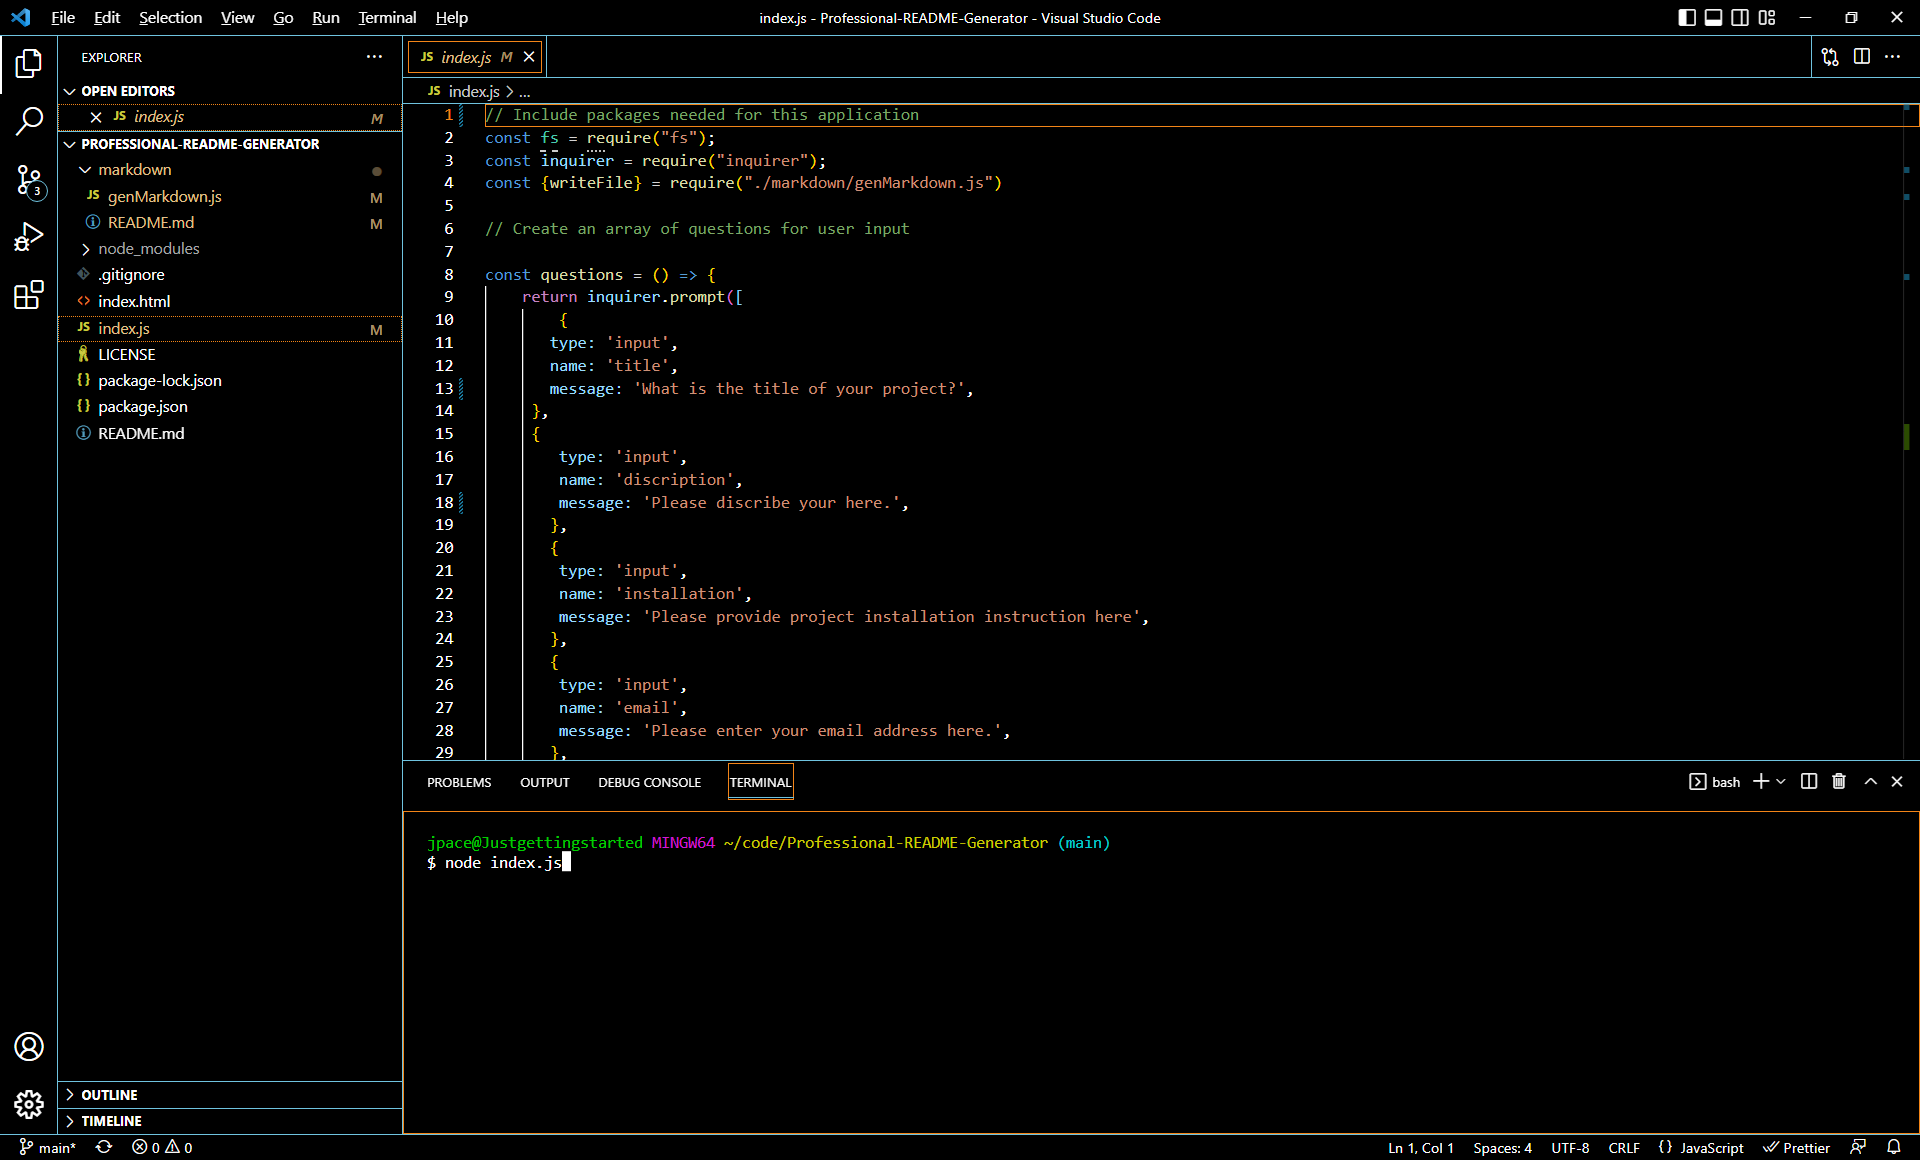 File Edit Selection View Go Run Terminal Help
index.js - Professional-README-Generator - Visual Studio Code
EXPLORER
OPEN EDITORS
JS index.js M
PROFESSIONAL-README-GENERATOR
markdown
JS genMarkdown.js M
README.md M
node_modules
.gitignore
index.html
JS index.js M
LICENSE
package-lock.json
package.json
README.md
3
OUTLINE
TIMELINE
JS index.js M
JS index.js > ...
1 // Include packages needed for this application
2 const fs = require("fs");
3 const inquirer = require("inquirer");
4 const {writeFile} = require("./markdown/genMarkdown.js")
5
6 // Create an array of questions for user input
7
8 const questions = () => {
9 return inquirer.prompt([
10 {
11 type: 'input',
12 name: 'title',
13 message: 'What is the title of your project?',
14 },
15 {
16 type: 'input',
17 name: 'discription',
18 message: 'Please discribe your here.',
19 },
20 {
21 type: 'input',
22 name: 'installation',
23 message: 'Please provide project installation instruction here',
24 },
25 {
26 type: 'input',
27 name: 'email',
28 message: 'Please enter your email address here.',
29 },
PROBLEMS OUTPUT DEBUG CONSOLE TERMINAL
bash
jpace@Justgettingstarted MINGW64 ~/code/Professional-README-Generator (main)
$ node index.js
main* 0 0
Ln 1, Col 1 Spaces: 4 UTF-8 CRLF {} JavaScript Prettier